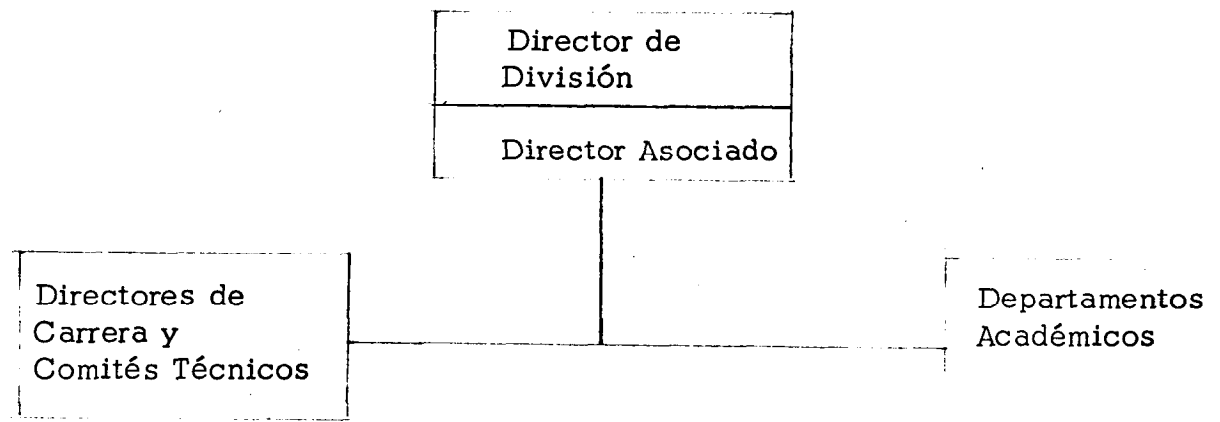 Director de
División
Director Asociado
Directores de
Carrera y
Comités Técnicos
Departamentos
Académicos